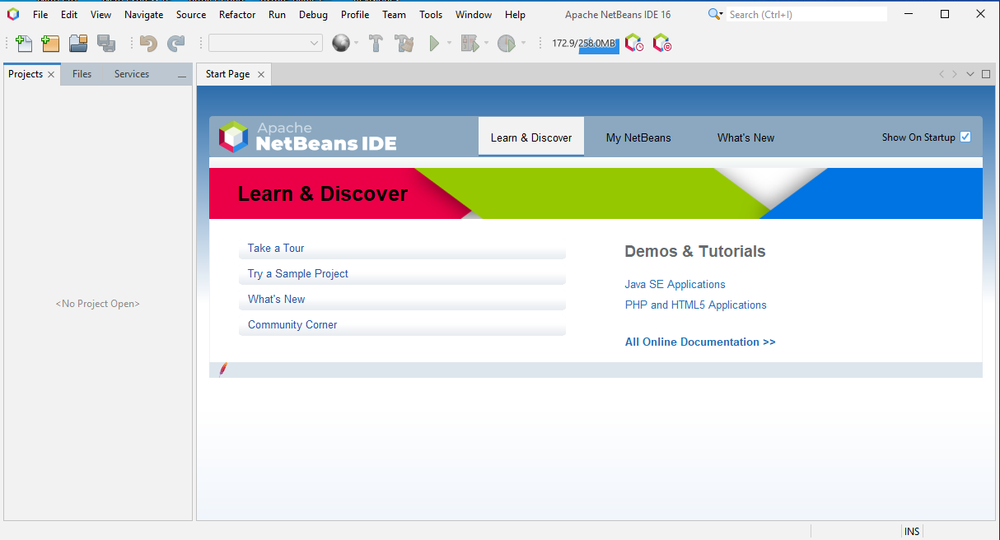 File Edit View Navigate Source Refactor Run Debug Profile Team Tools Window Help Apache NetBeans IDE 16 Search (Ctrl+I)
172.9/258.0MB
Projects Files Services Start Page
Apache
NetBeans IDE
Learn & Discover My NetBeans What's New Show On Startup
Learn & Discover
Take a Tour
Try a Sample Project
What's New
Community Corner
Demos & Tutorials
Java SE Applications
PHP and HTML5 Applications
All Online Documentation >>
<No Project Open>
INS